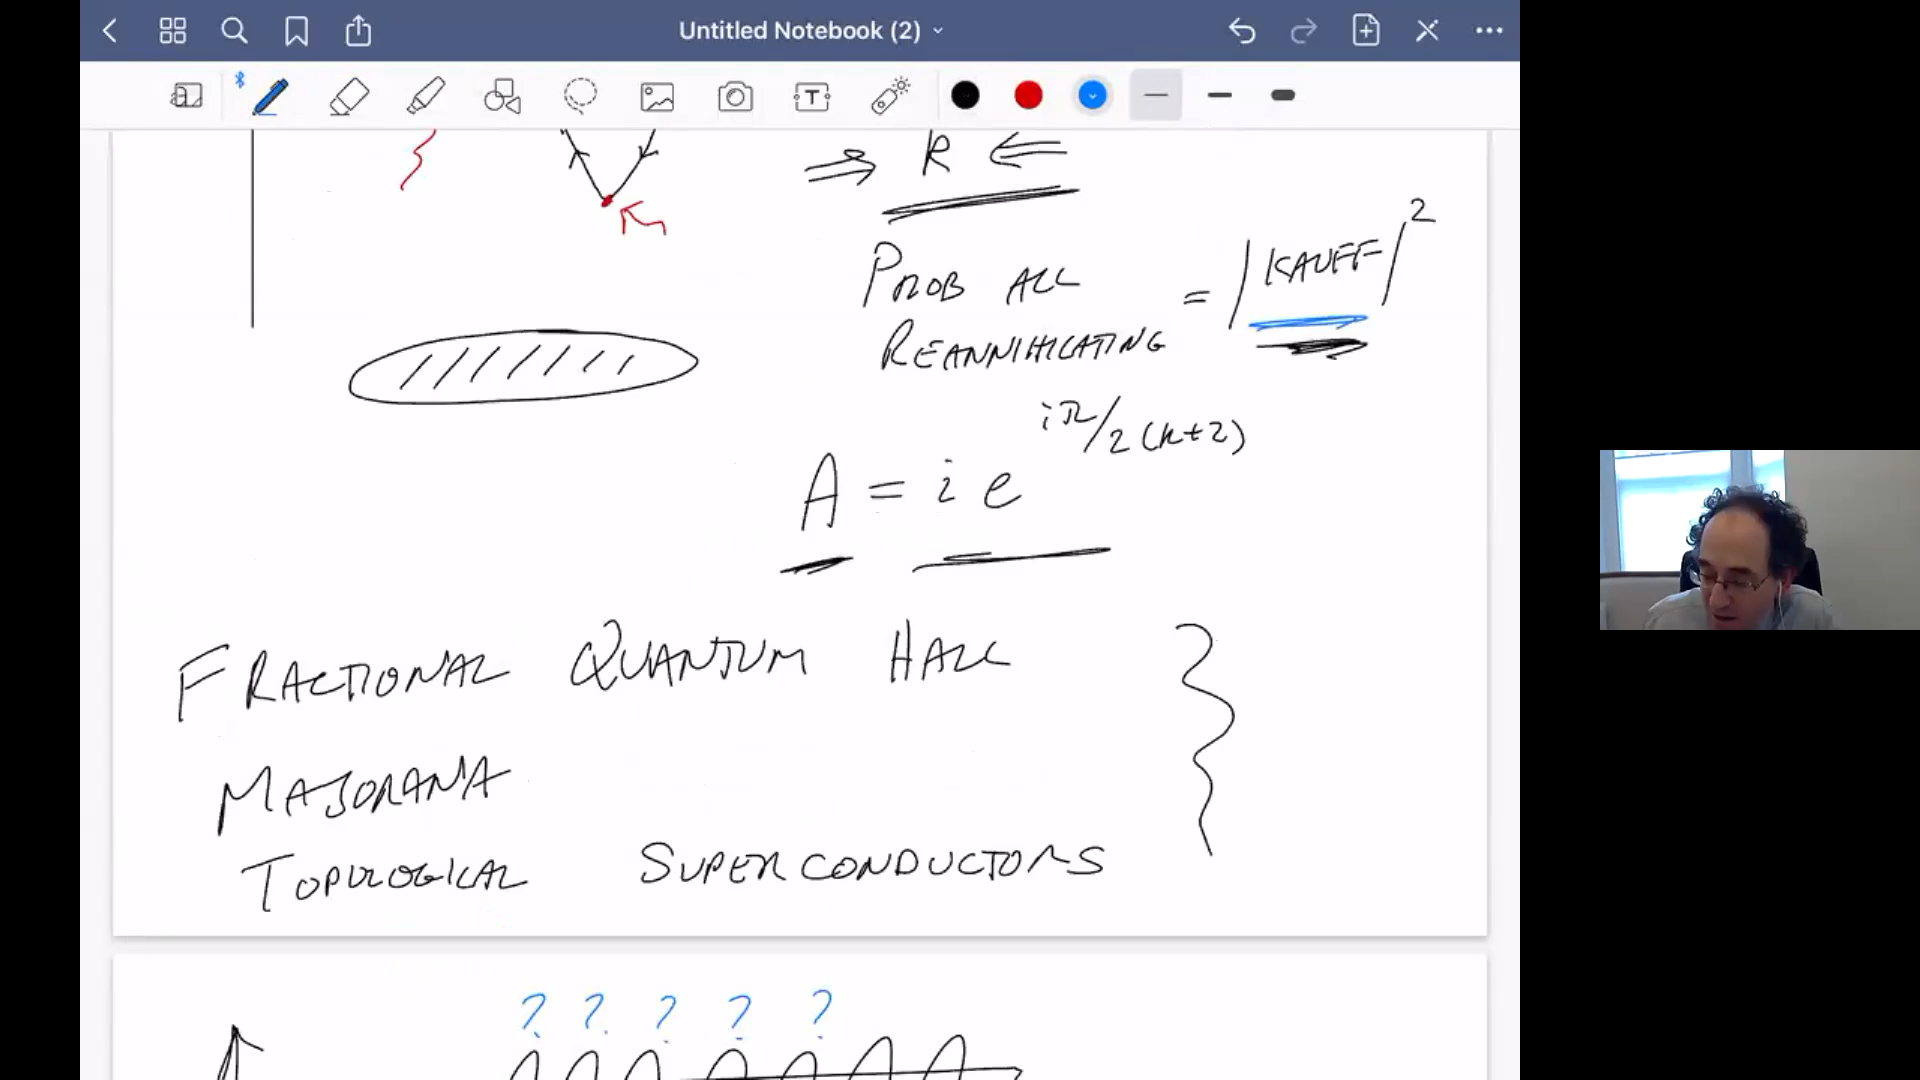 Untitled Notebook (2)
⇒ k ⇐
PROB ALL
REANNIHILATING = |KAUFF|²
A = i e^{iπ/2(k+2)}
FRACTIONAL QUANTUM HALL
MAJORANA
TOPOLOGICAL SUPERCONDUCTORS
? ? ? ? ?